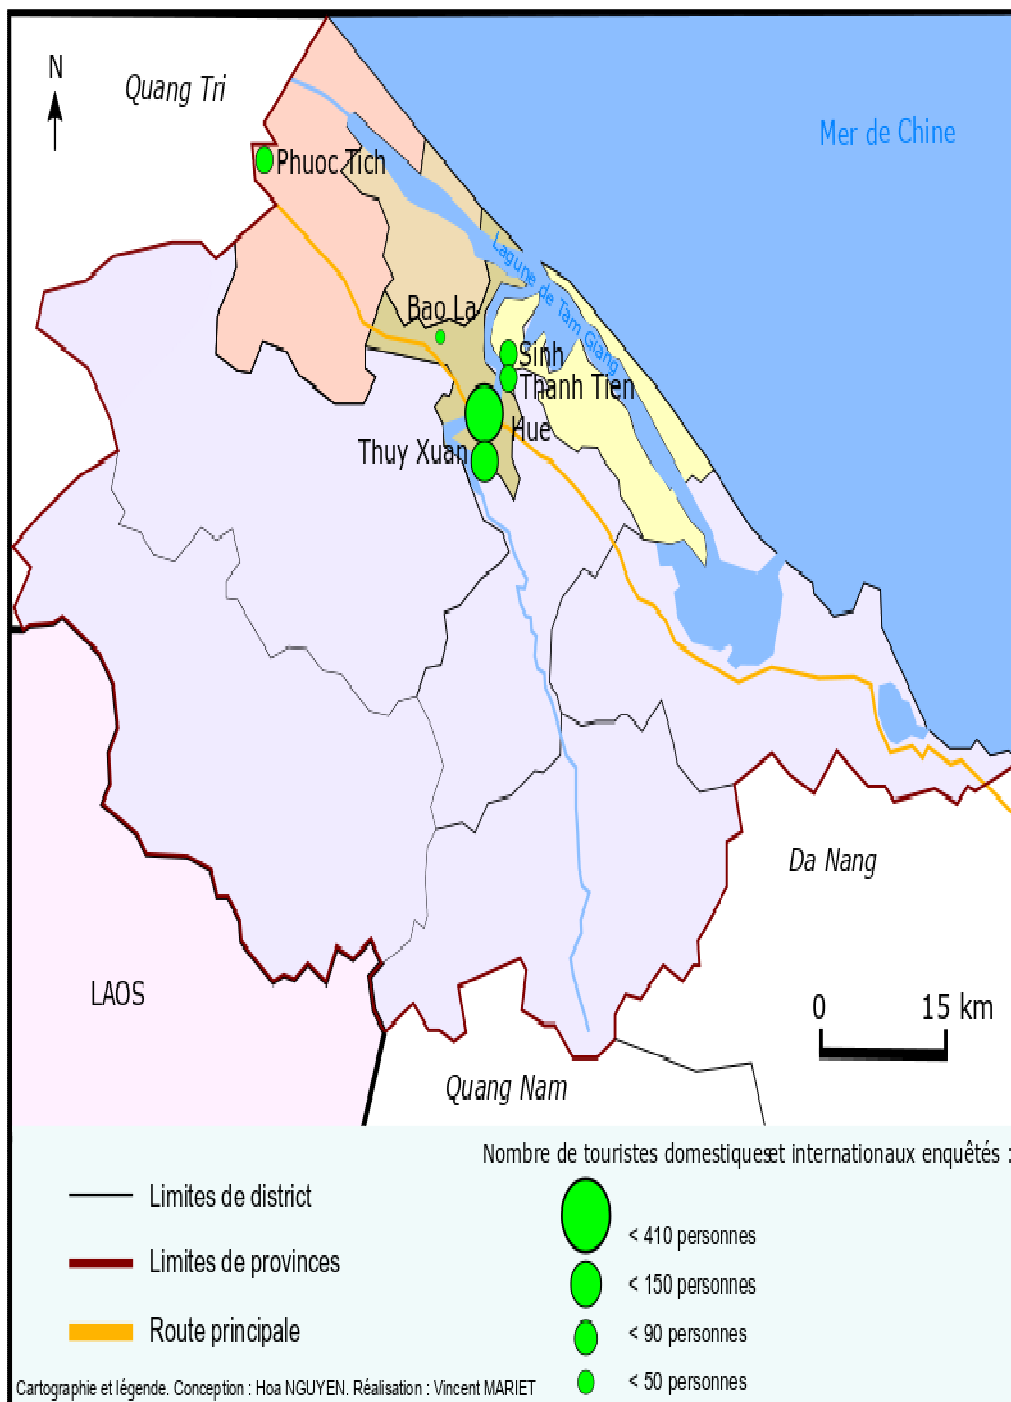 N
Quang Tri
Mer de Chine
Phuoc Tich
Lagune de Tam Giang
Bao La
Sinh
Thanh Tien
Hue
Thuy Xuan
Da Nang
LAOS
0 15 km
Quang Nam
Nombre de touristes domestiqueset internationaux enquêtés :
Limites de district
< 410 personnes
Limites de provinces
< 150 personnes
Route principale
< 90 personnes
< 50 personnes
Cartographie et légende. Conception : Hoa NGUYEN. Réalisation : Vincent MARIET